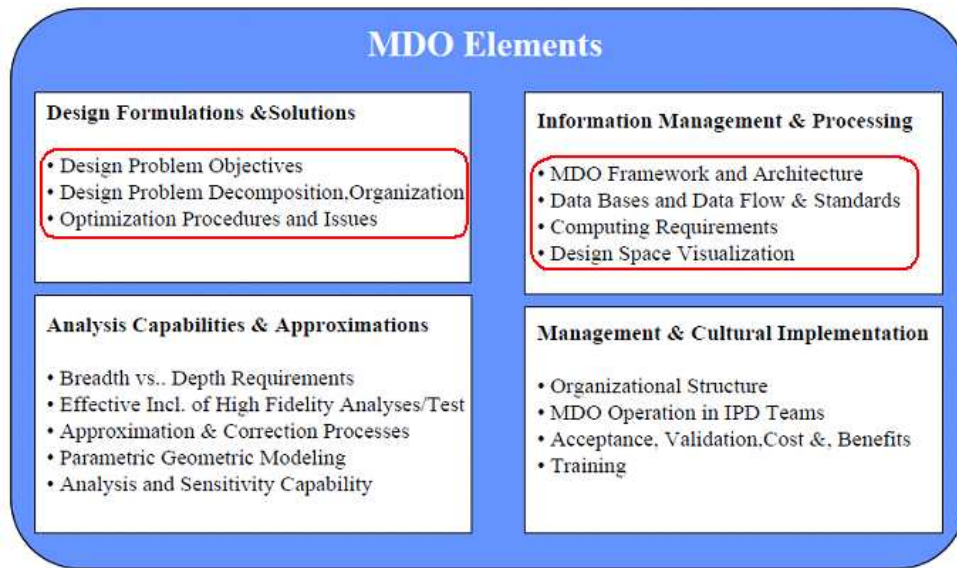 MDO Elements
Design Formulations &Solutions
• Design Problem Objectives
• Design Problem Decomposition,Organization
• Optimization Procedures and Issues
Information Management & Processing
• MDO Framework and Architecture
• Data Bases and Data Flow & Standards
• Computing Requirements
• Design Space Visualization
Analysis Capabilities & Approximations
• Breadth vs.. Depth Requirements
• Effective Incl. of High Fidelity Analyses/Test
• Approximation & Correction Processes
• Parametric Geometric Modeling
• Analysis and Sensitivity Capability
Management & Cultural Implementation
• Organizational Structure
• MDO Operation in IPD Teams
• Acceptance, Validation,Cost &, Benefits
• Training